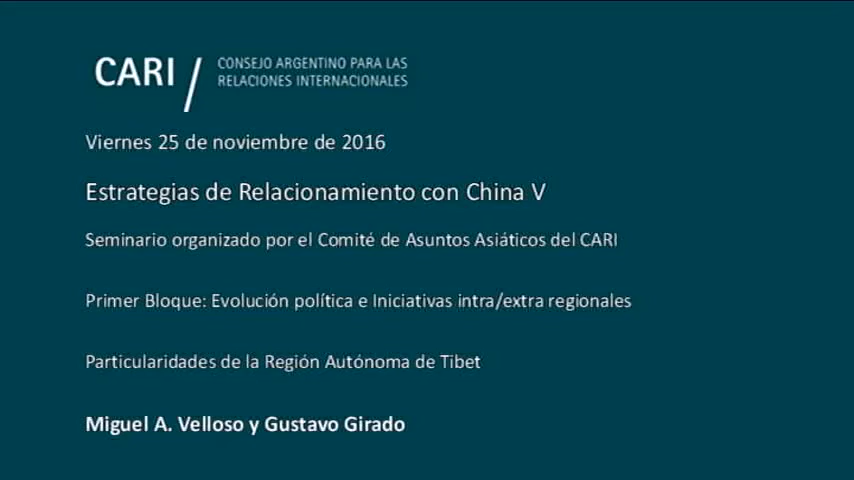 CARI /
CONSEJO ARGENTINO PARA LAS
RELACIONES INTERNACIONALES
Viernes 25 de noviembre de 2016
Estrategias de Relacionamiento con China V
Seminario organizado por el Comité de Asuntos Asiáticos del CARI
Primer Bloque: Evolución política e Iniciativas intra/extra regionales
Particularidades de la Región Autónoma de Tibet
Miguel A. Velloso y Gustavo Girado